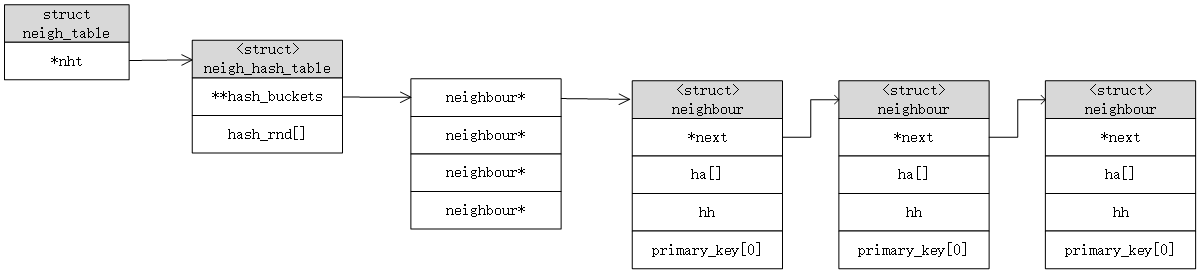 struct
neigh_table
*nht
<struct>
neigh_hash_table
**hash_buckets
hash_rnd[]
neighbour*
neighbour*
neighbour*
neighbour*
<struct>
neighbour
*next
ha[]
hh
primary_key[0]
<struct>
neighbour
*next
ha[]
hh
primary_key[0]
<struct>
neighbour
*next
ha[]
hh
primary_key[0]